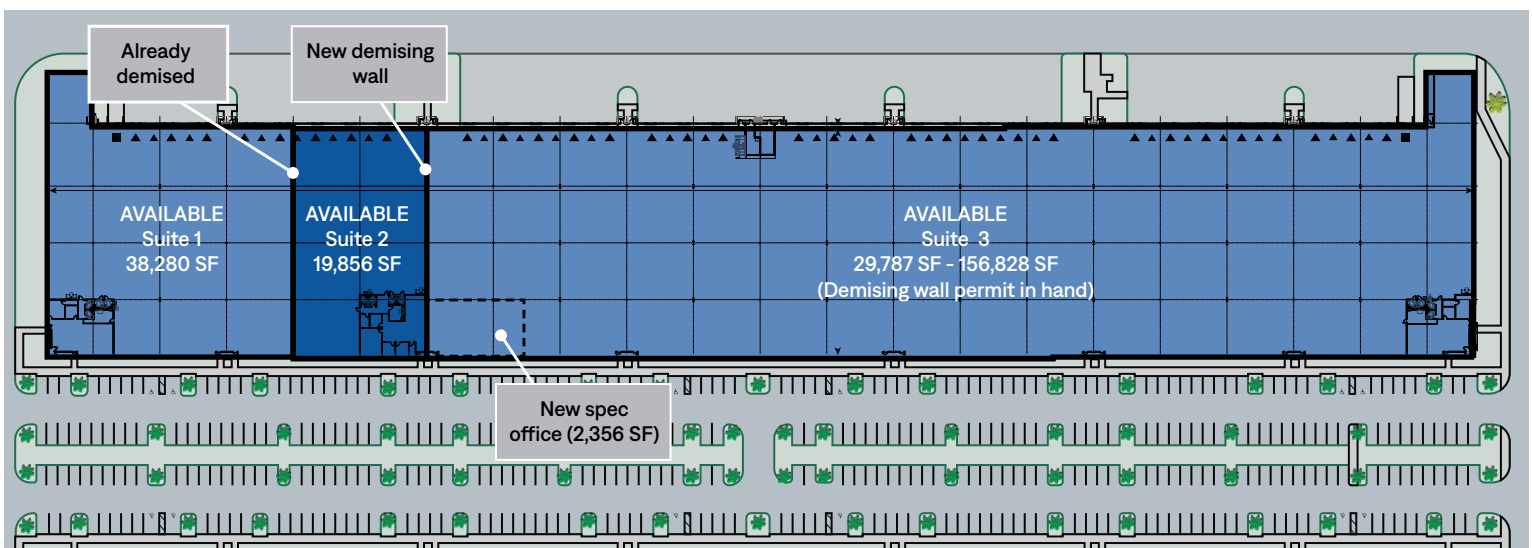 Already
demised
New demising
wall
AVAILABLE
Suite 1
38,280 SF
AVAILABLE
Suite 2
19,856 SF
AVAILABLE
Suite 3
29,787 SF - 156,828 SF
(Demising wall permit in hand)
New spec
office (2,356 SF)